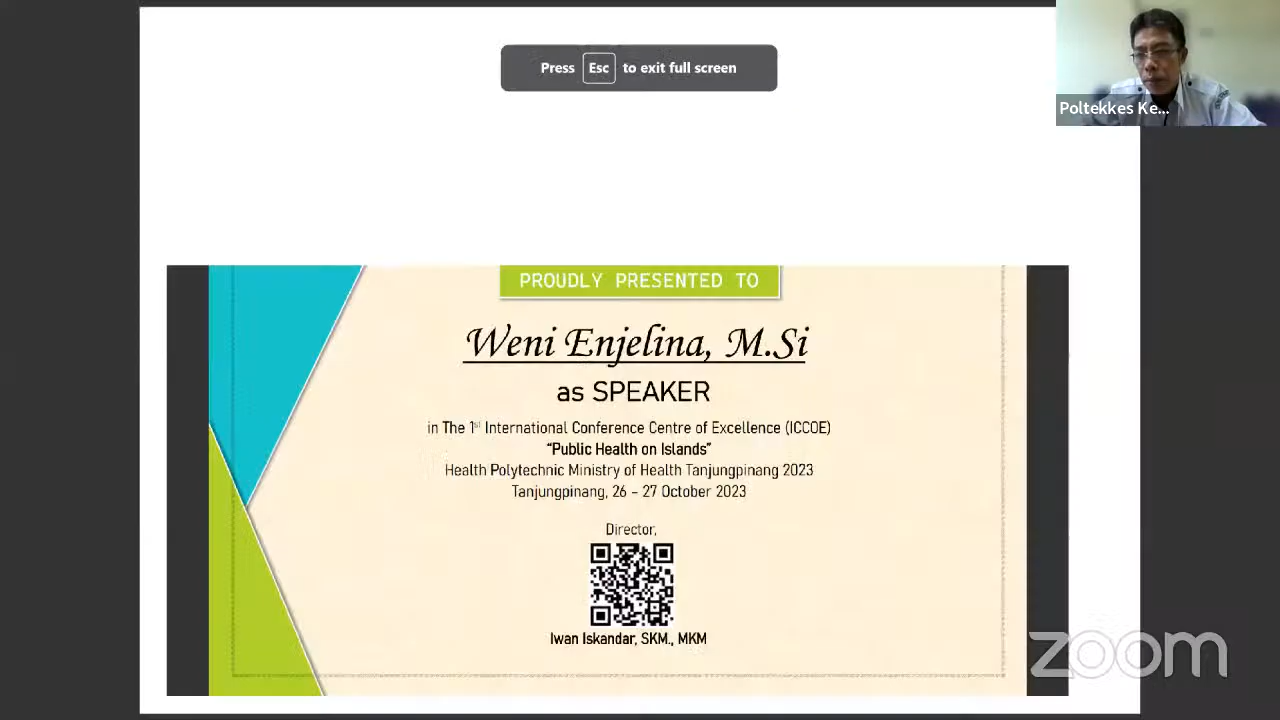 Press Esc to exit full screen
Poltekkes Ke...
PROUDLY PRESENTED TO
Weni Enjelina, M.Si
as SPEAKER
in The 1st International Conference Centre of Excellence (ICCOE)
“Public Health on Islands”
Health Polytechnic Ministry of Health Tanjungpinang 2023
Tanjungpinang, 26 – 27 October 2023
Director,
Iwan Iskandar, SKM., MKM
zoom